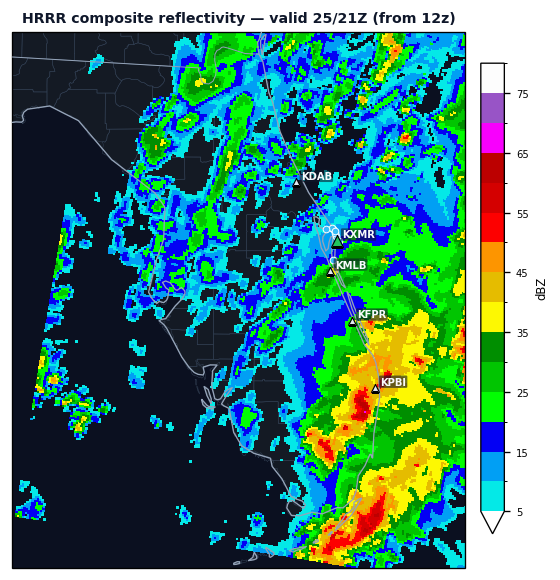 HRRR composite reflectivity — valid 25/21Z (from 12z)
KDAB
KXMR
KMLB
KFPR
KPBI
75
65
55
45
35
25
15
5
dBZ